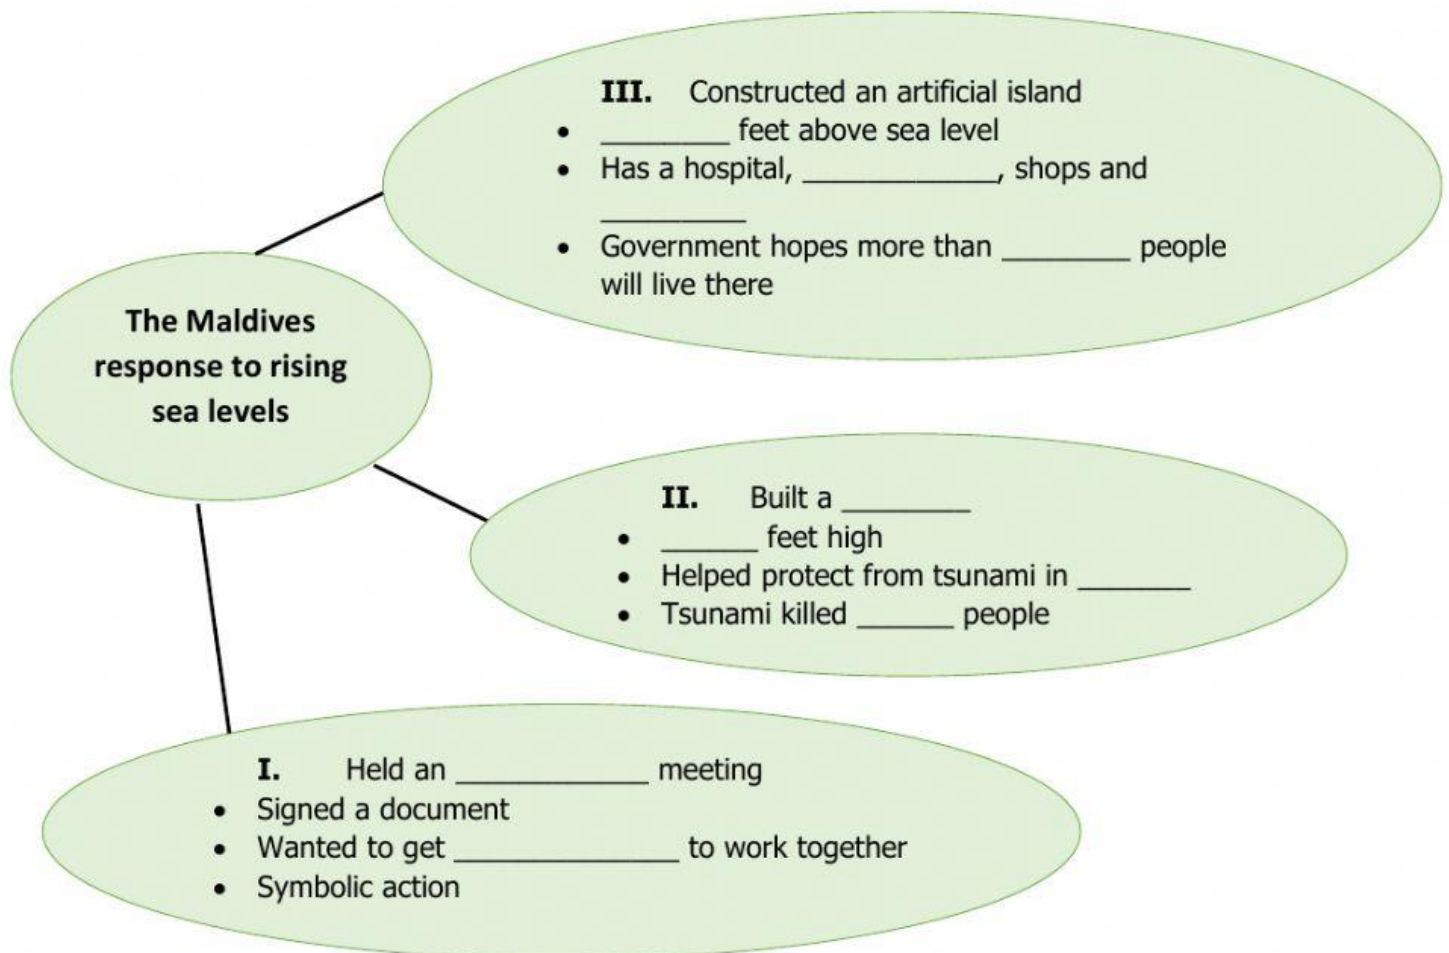 III. Constructed an artificial island
• ________ feet above sea level
• Has a hospital, ____________, shops and
_________
• Government hopes more than ________ people
will live there
The Maldives
response to rising
sea levels
II. Built a ________
• ______ feet high
• Helped protect from tsunami in _______
• Tsunami killed ______ people
I. Held an ____________ meeting
• Signed a document
• Wanted to get ______________ to work together
• Symbolic action